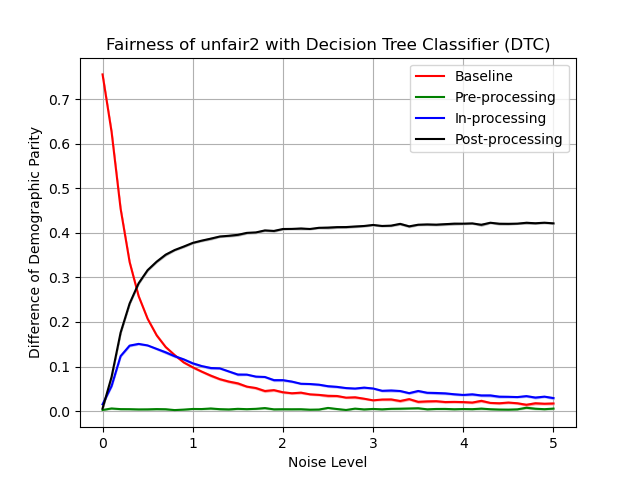 Fairness of unfair2 with Decision Tree Classifier (DTC)
Difference of Demographic Parity
0.7
0.6
0.5
0.4
0.3
0.2
0.1
0.0
Baseline
Pre-processing
In-processing
Post-processing
0 1 2 3 4 5
Noise Level